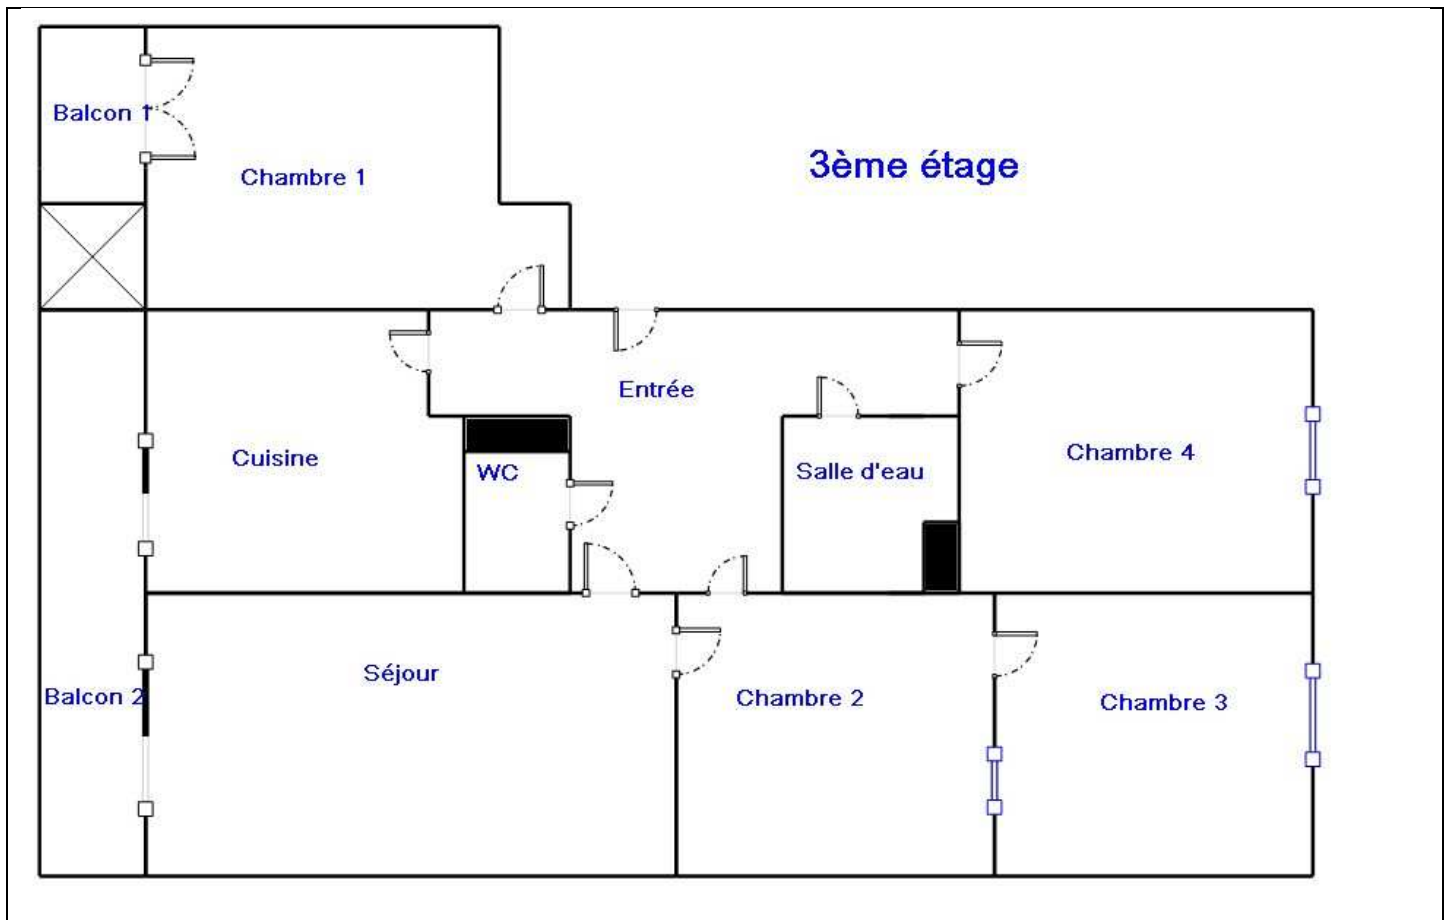 Balcon 1
Chambre 1
3ème étage
Entrée
Cuisine
WC
Salle d'eau
Chambre 4
Séjour
Balcon 2
Chambre 2
Chambre 3